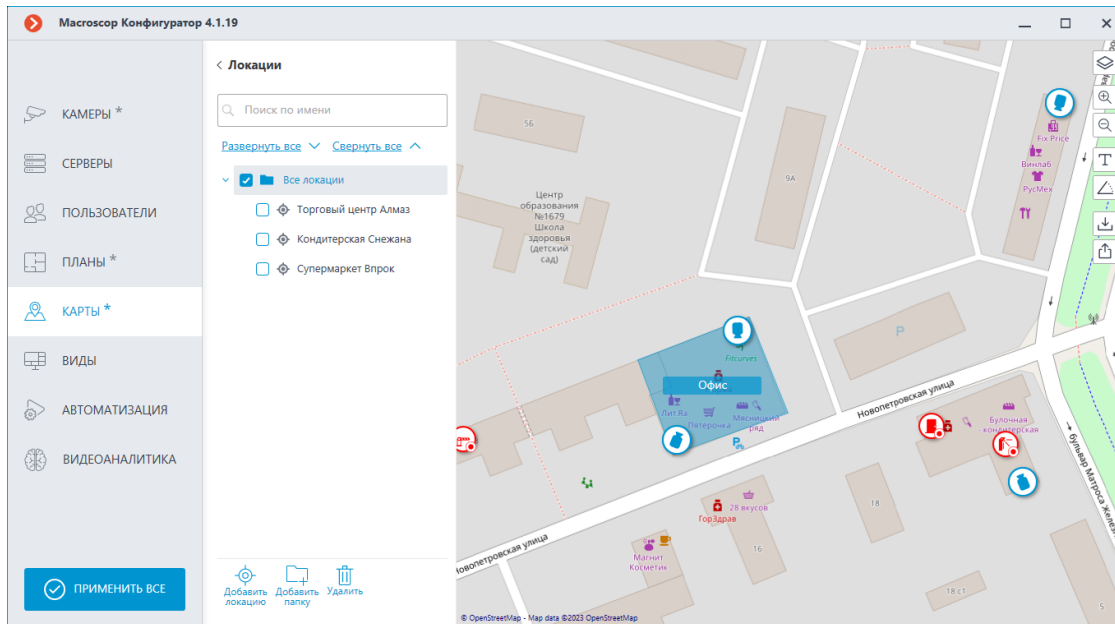 Macroscop Конфигуратор 4.1.19
КАМЕРЫ *
СЕРВЕРЫ
ПОЛЬЗОВАТЕЛИ
ПЛАНЫ *
КАРТЫ *
ВИДЫ
АВТОМАТИЗАЦИЯ
ВИДЕОАНАЛИТИКА
ПРИМЕНИТЬ ВСЕ
Локации
Поиск по имени
Развернуть все Свернуть все
Все локации
Торговый центр Алмаз
Кондитерская Снежана
Супермаркет Впрок
Добавить
локацию
Добавить
папку
Удалить
56
Центр
образования
№1679
Школа
здоровья
(детский
сад)
9А
Fix Price
Винлаб
РусМех
T
P
Fitcurves
Офис
Лит Ra
Пятёрочка
Мясницкий
ряд
P
Новопетровская улица
Булочная
кондитерская
бульвар Матроса Желез
28 вкусов
ГорЗдрав
18
16
Новопетровская улица
Магнит
Косметик
18 с1
5
© OpenStreetMap - Map data ©2023 OpenStreetMap